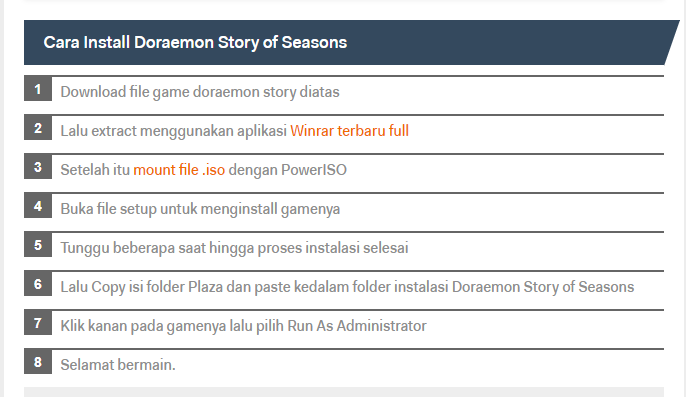 Cara Install Doraemon Story of Seasons
1 Download file game doraemon story diatas
2 Lalu extract menggunakan aplikasi Winrar terbaru full
3 Setelah itu mount file .iso dengan PowerISO
4 Buka file setup untuk menginstall gamenya
5 Tunggu beberapa saat hingga proses instalasi selesai
6 Lalu Copy isi folder Plaza dan paste kedalam folder instalasi Doraemon Story of Seasons
7 Klik kanan pada gamenya lalu pilih Run As Administrator
8 Selamat bermain.